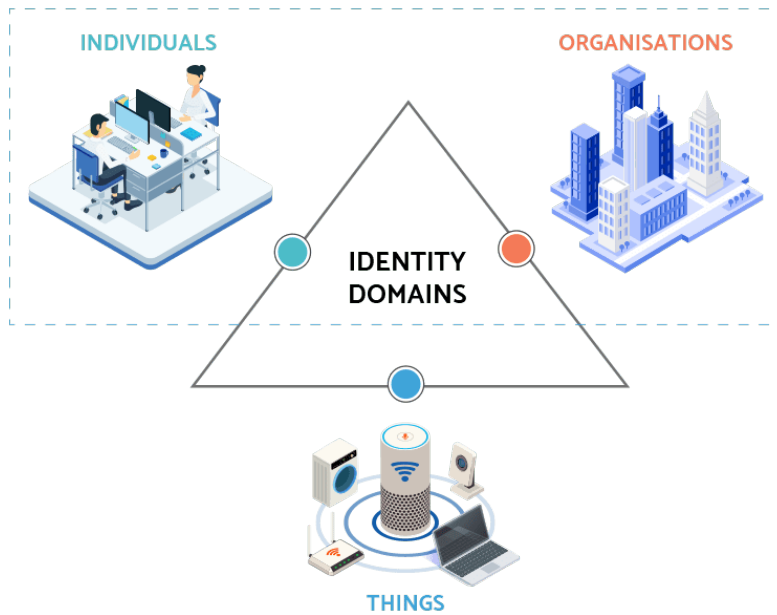 INDIVIDUALS
ORGANISATIONS
IDENTITY
DOMAINS
THINGS